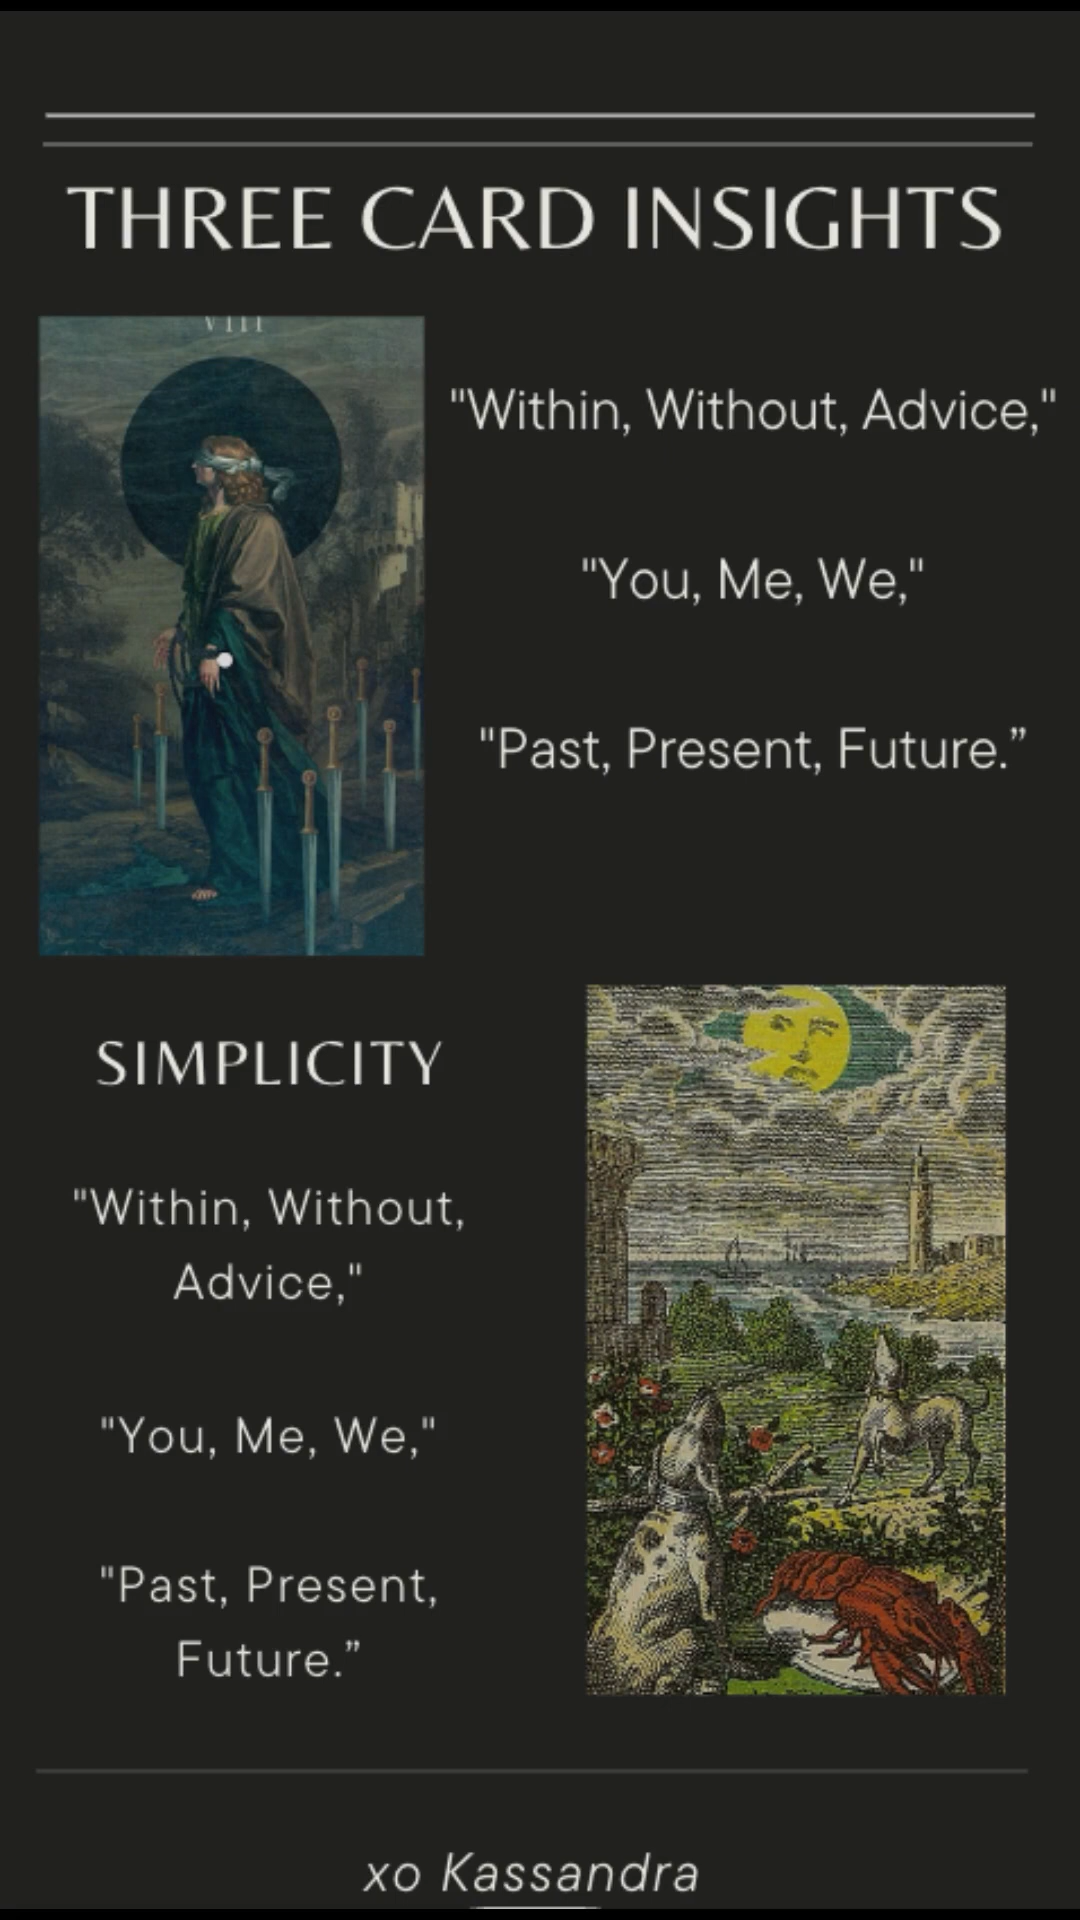 THREE CARD INSIGHTS
VIII
"Within, Without, Advice,"
"You, Me, We,"
"Past, Present, Future.”
SIMPLICITY
"Within, Without,
Advice,"
"You, Me, We,"
"Past, Present,
Future.”
xo Kassandra